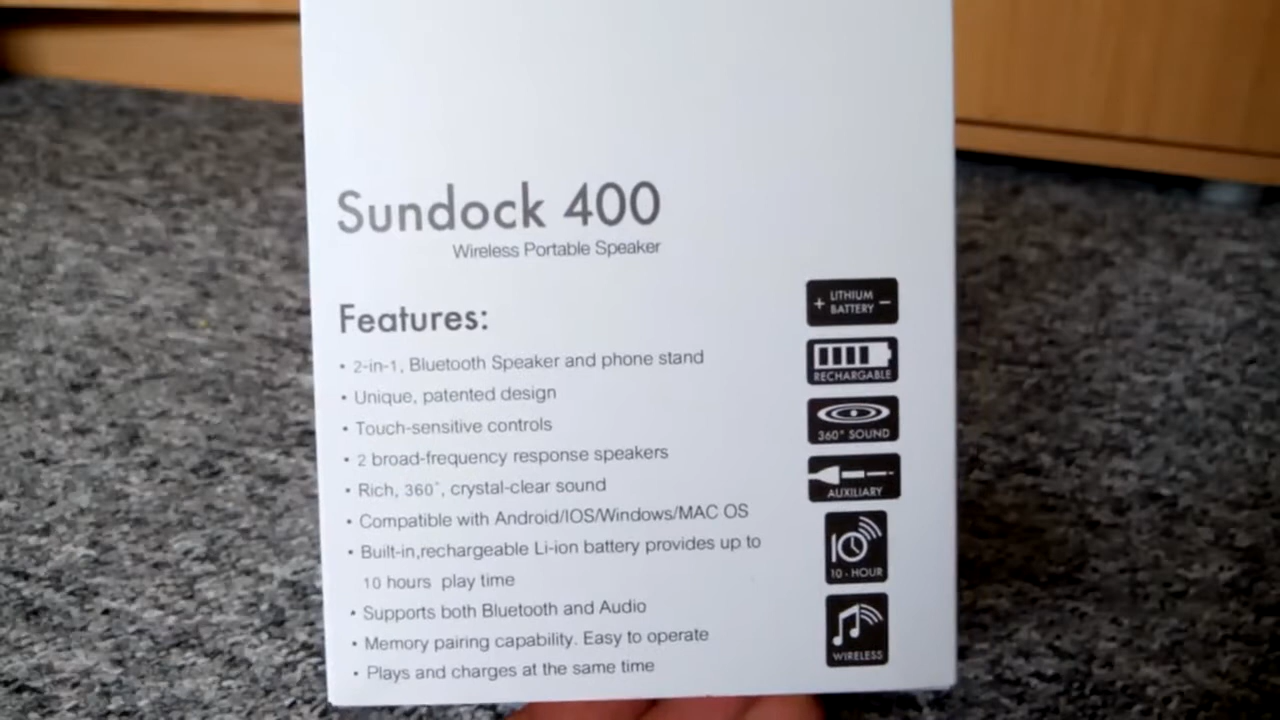 Sundock 400
Wireless Portable Speaker
Features:
• 2-in-1, Bluetooth Speaker and phone stand
• Unique, patented design
• Touch-sensitive controls
• 2 broad-frequency response speakers
• Rich, 360°, crystal-clear sound
• Compatible with Android/IOS/Windows/MAC OS
• Built-in,rechargeable Li-ion battery provides up to
10 hours play time
• Supports both Bluetooth and Audio
• Memory pairing capability. Easy to operate
• Plays and charges at the same time
+ LITHIUM −
BATTERY
RECHARGABLE
360° SOUND
AUXILIARY
10
10 - HOUR
WIRELESS